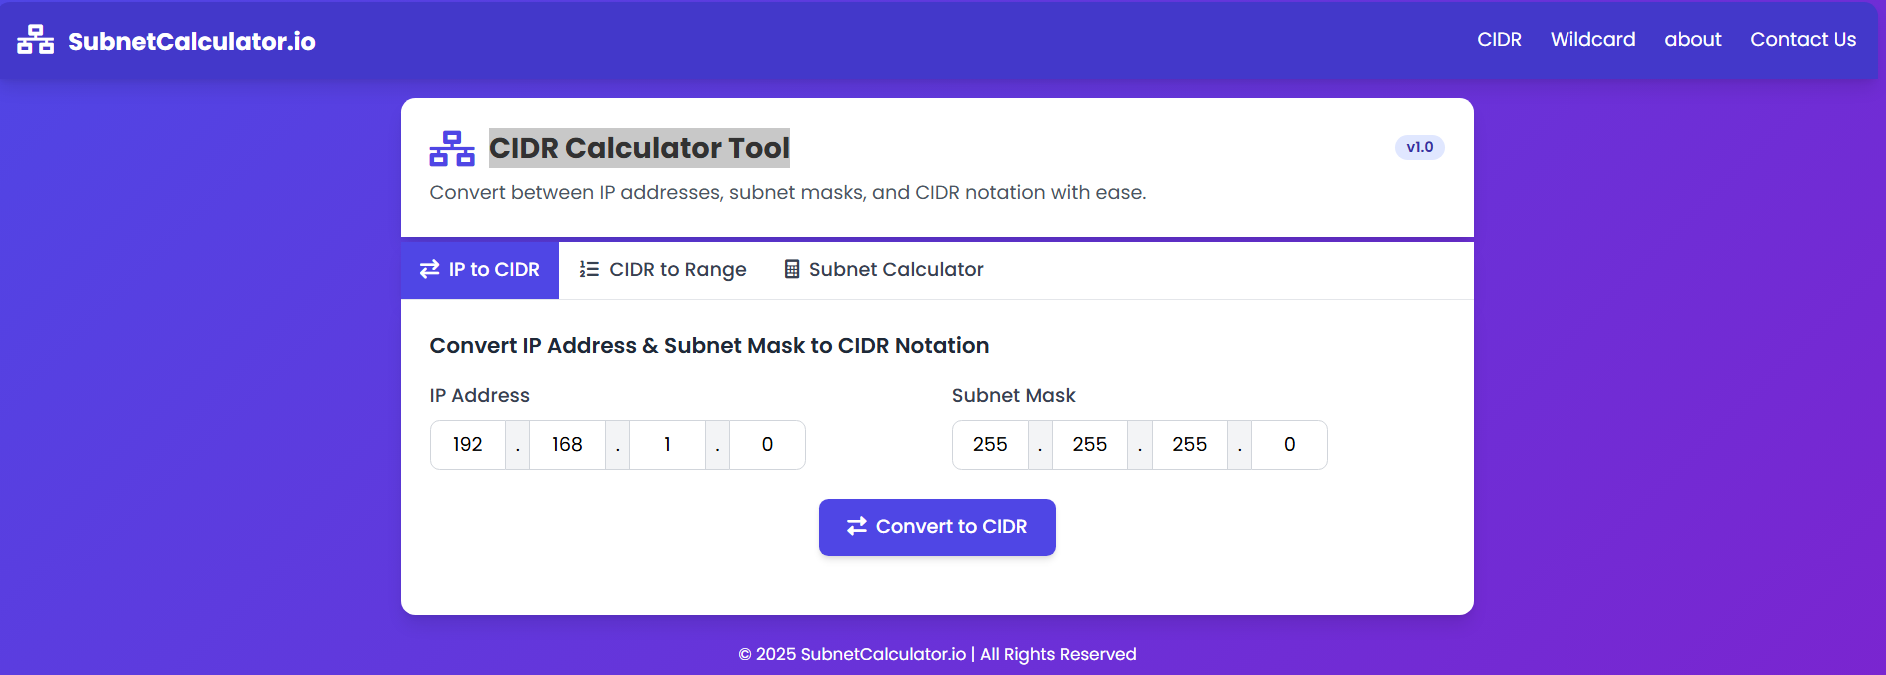 SubnetCalculator.io
CIDR Wildcard about Contact Us
CIDR Calculator Tool
v1.0
Convert between IP addresses, subnet masks, and CIDR notation with ease.
IP to CIDR
CIDR to Range
Subnet Calculator
Convert IP Address & Subnet Mask to CIDR Notation
IP Address
192 . 168 . 1 . 0
Subnet Mask
255 . 255 . 255 . 0
Convert to CIDR
© 2025 SubnetCalculator.io | All Rights Reserved